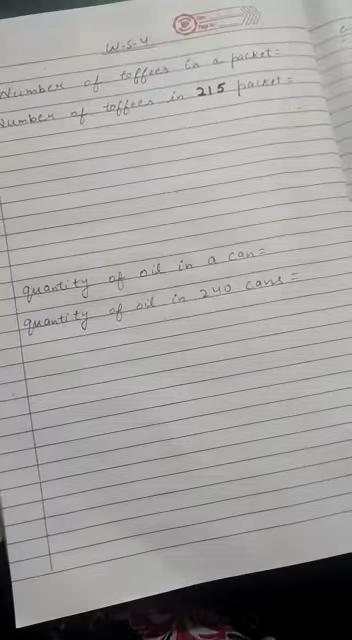 W-S-4
Number of toffees in a packet=
Number of toffees in 215 packet=
quantity of oil in a can=
quantity of oil in 240 cans=